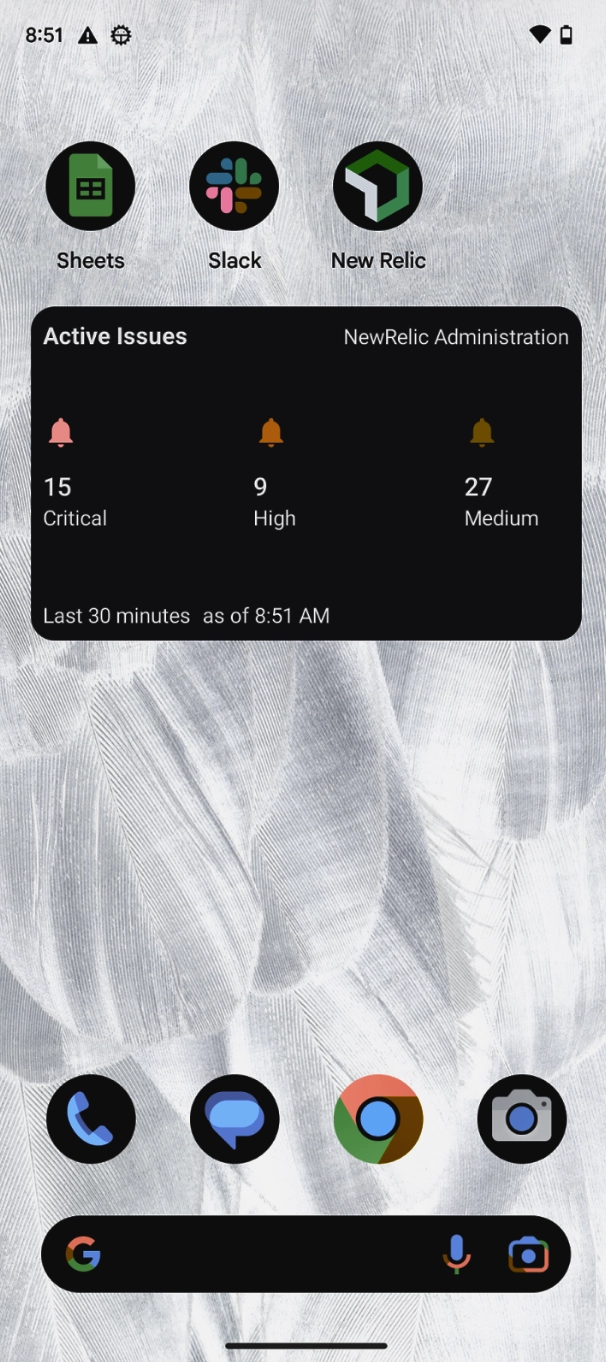 8:51
Sheets
Slack
New Relic
Active Issues NewRelic Administration
15 9 27
Critical High Medium
Last 30 minutes as of 8:51 AM